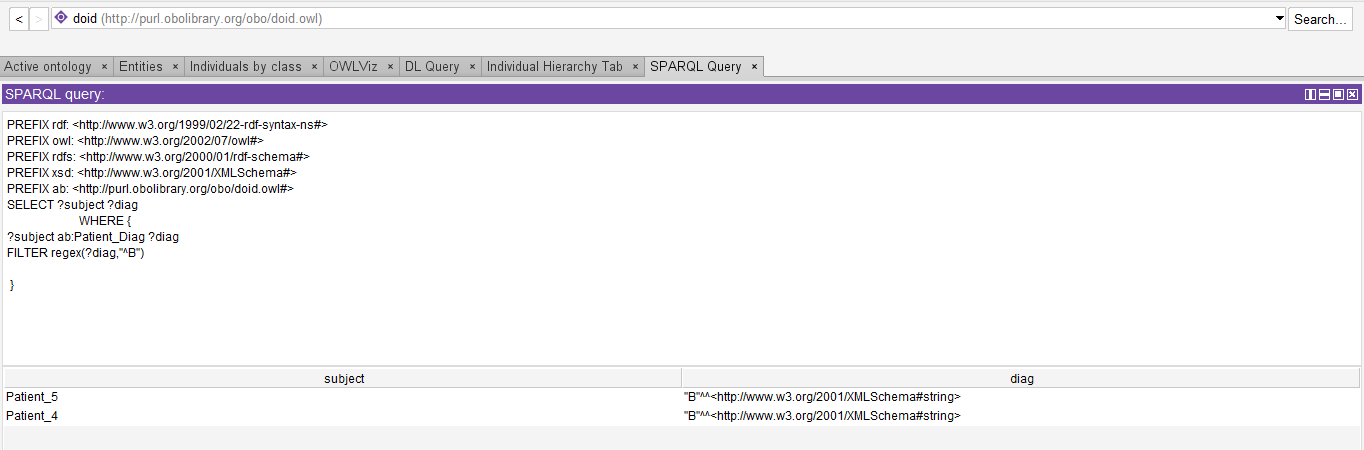 < > doid (http://purl.obolibrary.org/obo/doid.owl) Search...
Active ontology × Entities × Individuals by class × OWLViz × DL Query × Individual Hierarchy Tab × SPARQL Query ×
SPARQL query:
PREFIX rdf: <http://www.w3.org/1999/02/22-rdf-syntax-ns#>
PREFIX owl: <http://www.w3.org/2002/07/owl#>
PREFIX rdfs: <http://www.w3.org/2000/01/rdf-schema#>
PREFIX xsd: <http://www.w3.org/2001/XMLSchema#>
PREFIX ab: <http://purl.obolibrary.org/obo/doid.owl#>
SELECT ?subject ?diag
WHERE {
?subject ab:Patient_Diag ?diag
FILTER regex(?diag,"^B")
}
subject diag
Patient_5 "B"^^<http://www.w3.org/2001/XMLSchema#string>
Patient_4 "B"^^<http://www.w3.org/2001/XMLSchema#string>